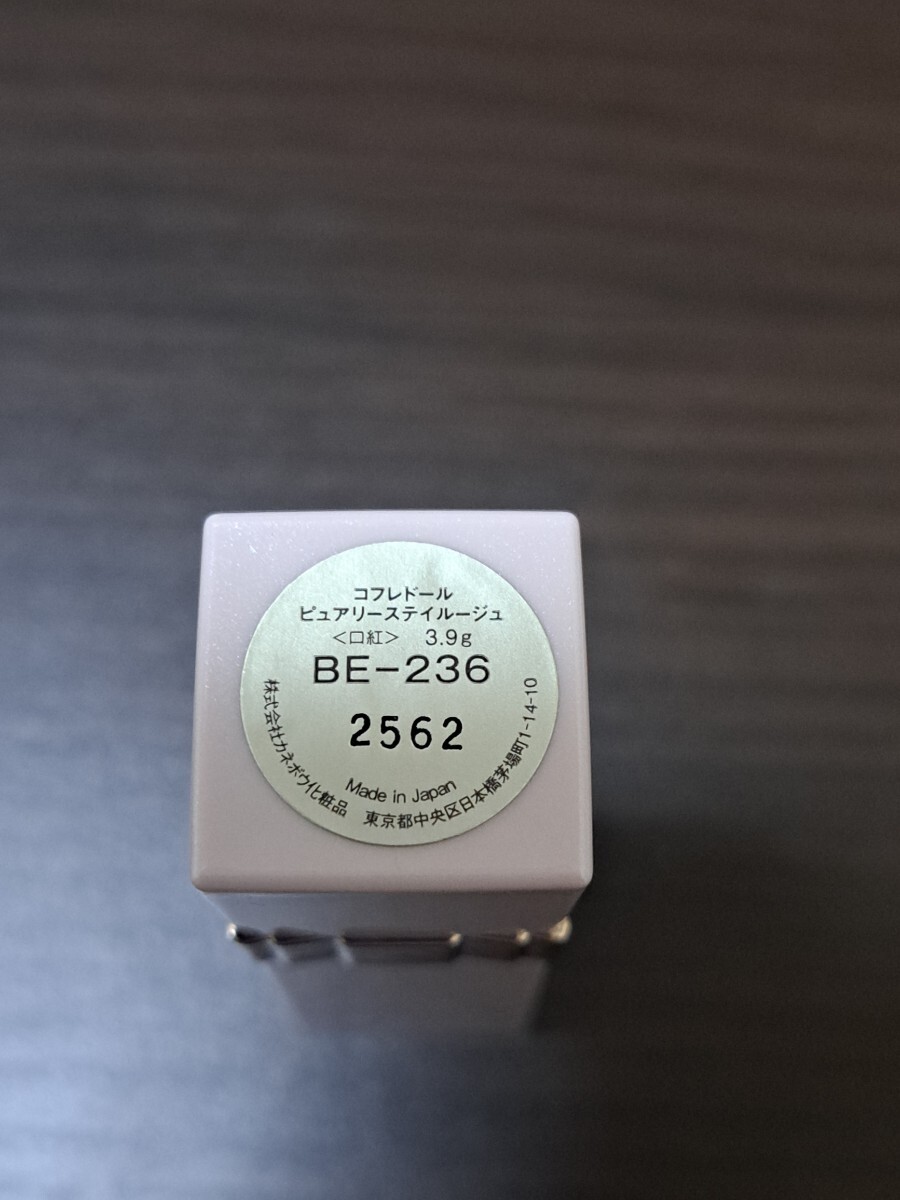 コフレドール
ピュアリーステイルージュ
<口紅> 3.9g
BE-236
2562
Made in Japan
株式会社カネボウ化粧品 東京都中央区日本橋茅場町1-14-10